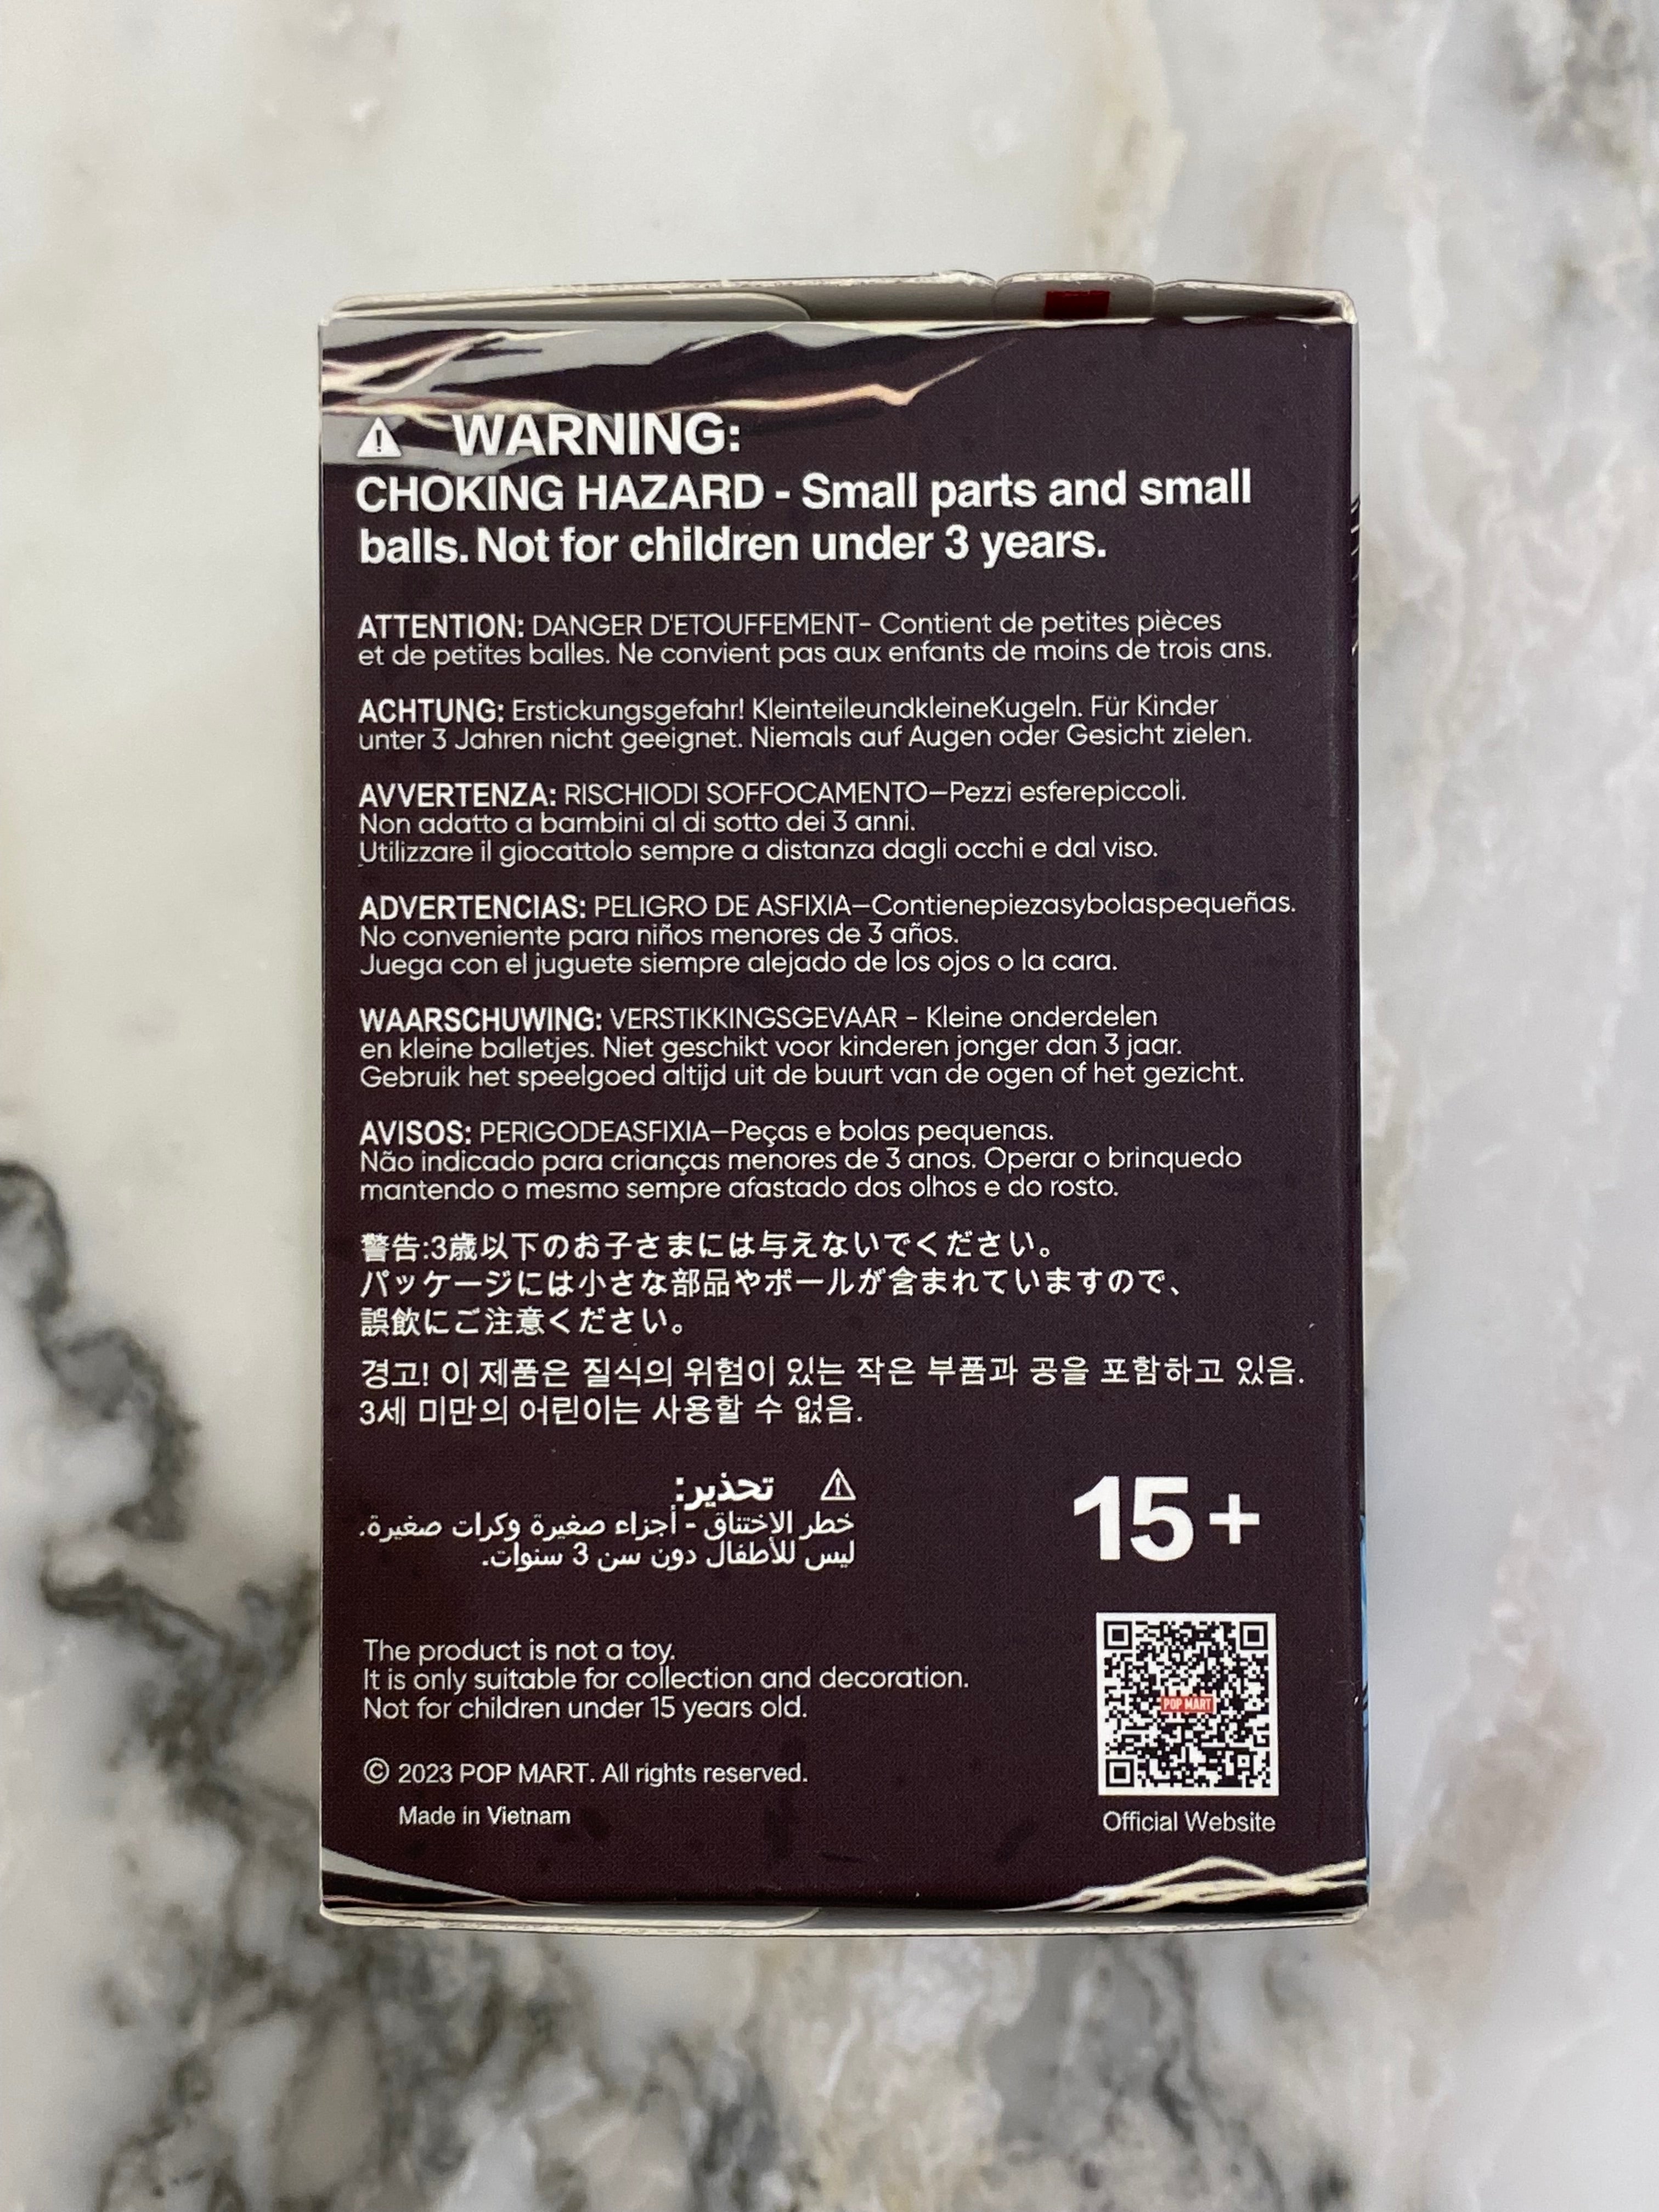 ⚠ WARNING:
CHOKING HAZARD - Small parts and small
balls. Not for children under 3 years.
ATTENTION: DANGER D'ETOUFFEMENT- Contient de petites pièces
et de petites balles. Ne convient pas aux enfants de moins de trois ans.
ACHTUNG: Erstickungsgefahr! KleinteileundkleineKugeln. Für Kinder
unter 3 Jahren nicht geeignet. Niemals auf Augen oder Gesicht zielen.
AVVERTENZA: RISCHIODI SOFFOCAMENTO—Pezzi esferepiccoli.
Non adatto a bambini al di sotto dei 3 anni.
Utilizzare il giocattolo sempre a distanza dagli occhi e dal viso.
ADVERTENCIAS: PELIGRO DE ASFIXIA—Contienepiezasybolaspequeñas.
No conveniente para niños menores de 3 años.
Juega con el juguete siempre alejado de los ojos o la cara.
WAARSCHUWING: VERSTIKKINGSGEVAAR - Kleine onderdelen
en kleine balletjes. Niet geschikt voor kinderen jonger dan 3 jaar.
Gebruik het speelgoed altijd uit de buurt van de ogen of het gezicht.
AVISOS: PERIGODEASFIXIA—Peças e bolas pequenas.
Não indicado para crianças menores de 3 anos. Operar o brinquedo
mantendo o mesmo sempre afastado dos olhos e do rosto.
警告:3歳以下のお子さまには与えないでください。
パッケージには小さな部品やボールが含まれていますので、
誤飲にご注意ください。
경고! 이 제품은 질식의 위험이 있는 작은 부품과 공을 포함하고 있음.
3세 미만의 어린이는 사용할 수 없음.
⚠ تحذير:
خطر الاختناق - أجزاء صغيرة وكرات صغيرة.
ليس للأطفال دون سن 3 سنوات.
15+
The product is not a toy.
It is only suitable for collection and decoration.
Not for children under 15 years old.
POP MART
© 2023 POP MART. All rights reserved.
Made in Vietnam
Official Website